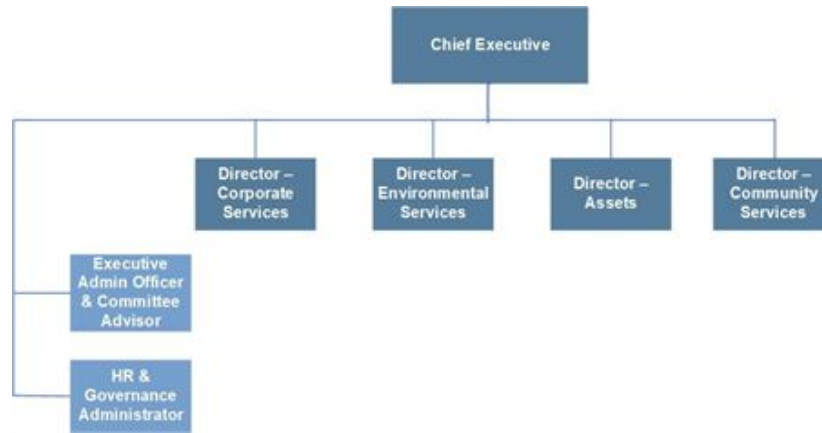 Chief Executive
Director –
Corporate
Services
Director –
Environmental
Services
Director –
Assets
Director –
Community
Services
Executive
Admin Officer
& Committee
Advisor
HR &
Governance
Administrator